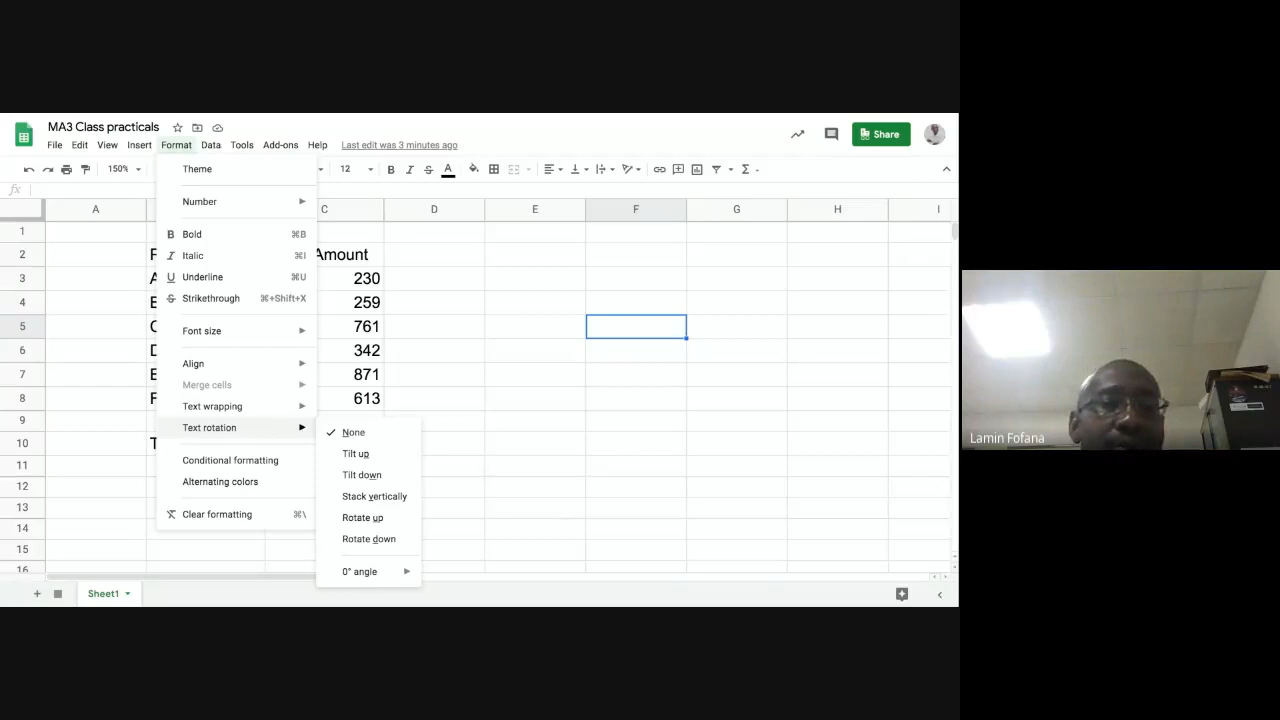 MA3 Class practicals
File Edit View Insert Format Data Tools Add-ons Help Last edit was 3 minutes ago
Share
150% 12 B I S A Σ
fx
A C D E F G H I
Theme
Number
Bold ⌘B
Italic ⌘I
Underline ⌘U
Strikethrough ⌘+Shift+X
Font size
Align
Merge cells
Text wrapping
Text rotation
Conditional formatting
Alternating colors
Clear formatting ⌘\
None
Tilt up
Tilt down
Stack vertically
Rotate up
Rotate down
0° angle
1
2 F Amount
3 A 230
4 E 259
5 C 761
6 D 342
7 E 871
8 F 613
9
10 T
11
12
13
14
15
16
Sheet1
Lamin Fofana